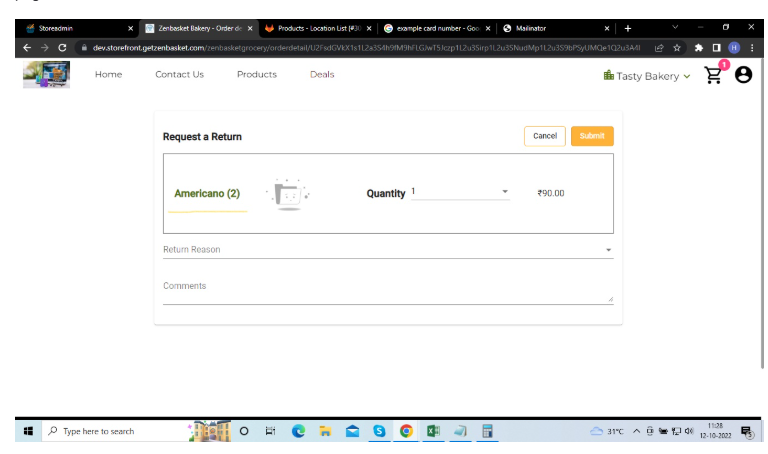 Storeadmin
Zenbasket Bakery - Order de
Products - Location List [#30
example card number - Goo
Mailinator
dev.storefront.getzenbasket.com/zenbasketgrocery/orderdetail/
Home
Contact Us
Products
Deals
Tasty Bakery
1
Request a Return
Cancel
Submit
Americano (2)
Quantity 1
₹90.00
Return Reason
Comments
Type here to search
31°C
11:28
12-10-2022